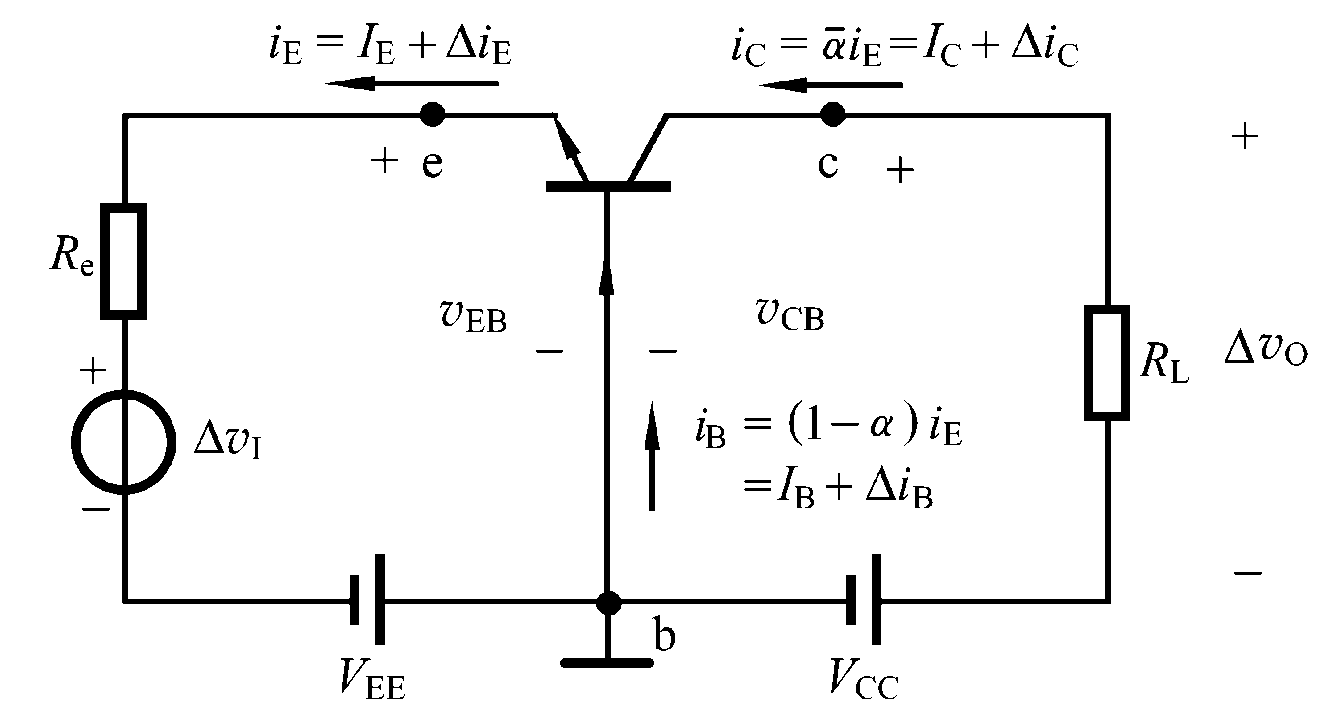 i_E = I_E + Δi_E
i_C = ᾱi_E=I_C + Δi_C
+ e
c +
+
R_e
v_EB
v_CB
− −
+
Δv_I
−
R_L
Δv_O
i_B = (1−α) i_E
=I_B + Δi_B
−
b
V_EE
V_CC